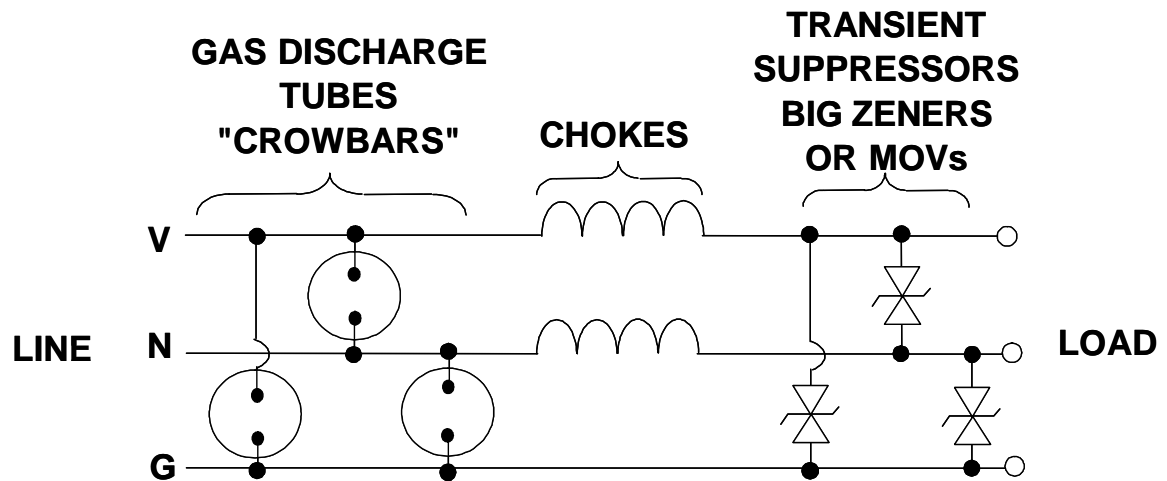 GAS DISCHARGE
TUBES
"CROWBARS"
CHOKES
TRANSIENT
SUPPRESSORS
BIG ZENERS
OR MOVs
V
LINE
N
LOAD
G